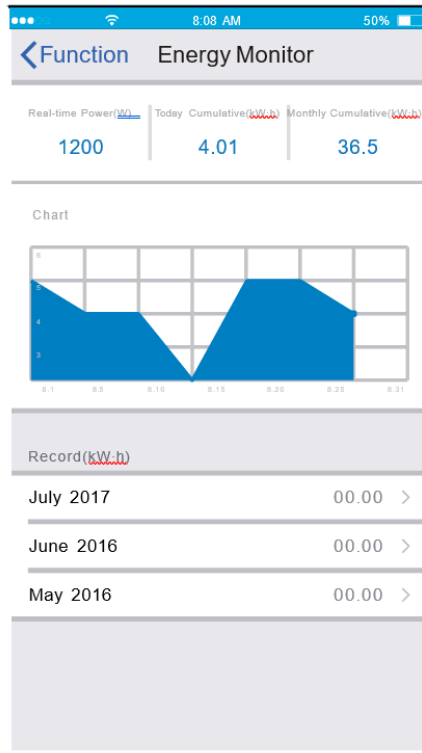 8:08 AM 50%
Function Energy Monitor
Real-time Power(W) Today Cumulative(kW·h) Monthly Cumulative(kW·h)
1200 4.01 36.5
Chart
6
5
4
3
8.1 8.5 8.10 8.15 8.20 8.25 8.31
Record(kW·h)
July 2017 00.00
June 2016 00.00
May 2016 00.00